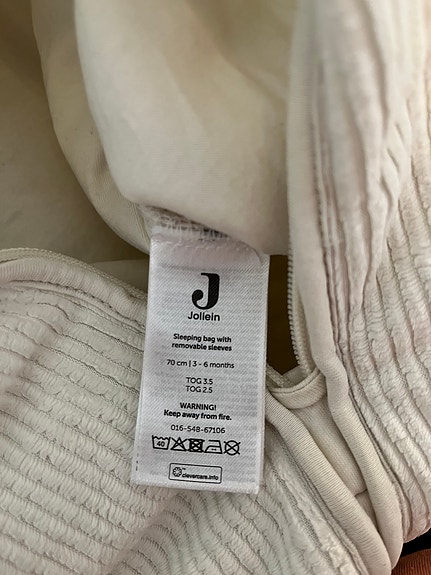 J
Jollein
Sleeping bag with
removable sleeves
70 cm | 3 - 6 months
TOG 3.5
TOG 2.5
WARNING!
Keep away from fire.
016-548-67106
40
clevercare.info